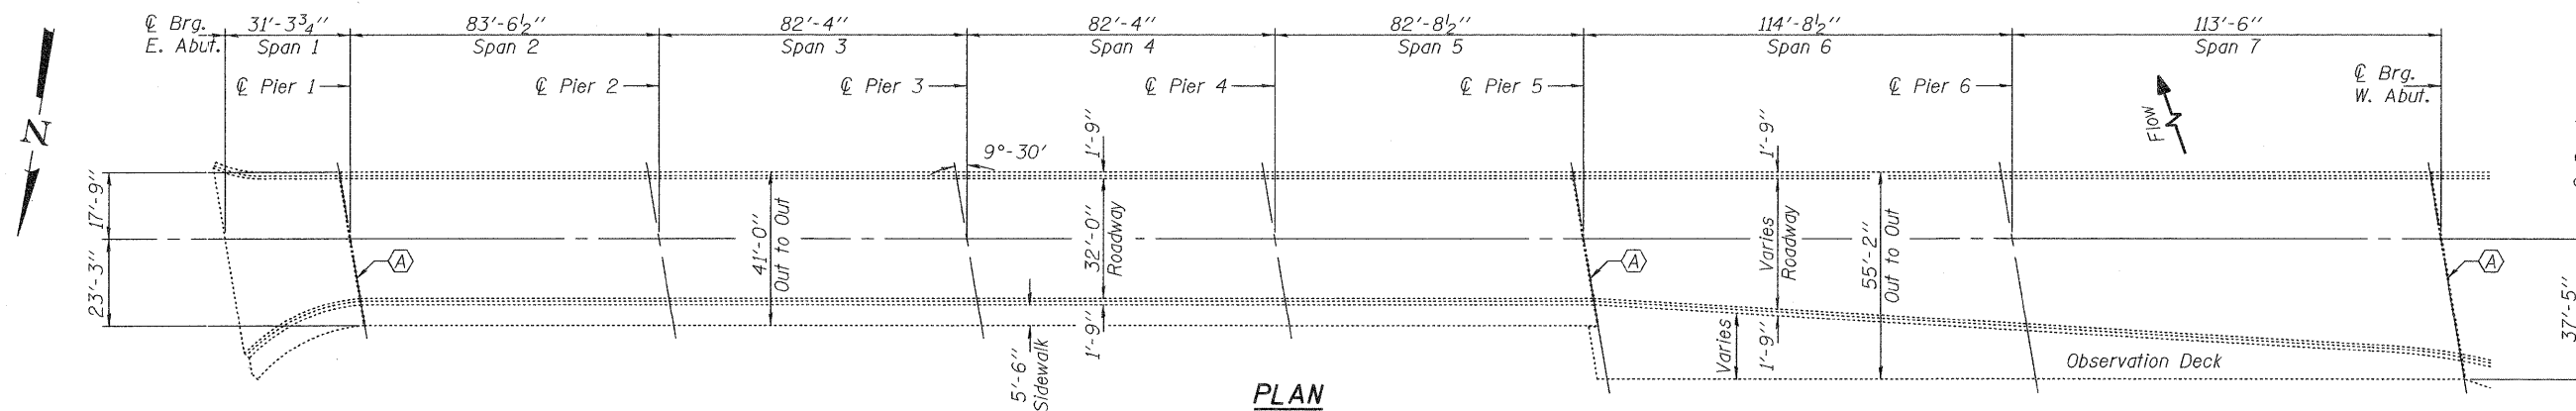 ℄ Brg.
E. Abut.
31'-3¾"
Span 1
83'-6½"
Span 2
82'-4"
Span 3
82'-4"
Span 4
82'-8½"
Span 5
114'-8½"
Span 6
113'-6"
Span 7
℄ Pier 1
℄ Pier 2
℄ Pier 3
℄ Pier 4
℄ Pier 5
℄ Pier 6
℄ Brg.
W. Abut.
N
Flow
9°-30'
17'-9"
23'-3"
41'-0"
Out to Out
1'-9"
32'-0"
Roadway
1'-9"
5'-6"
Sidewalk
1'-9"
Varies
Roadway
1'-9"
Varies
55'-2"
Out to Out
A
A
A
Observation Deck
37'-5"
PLAN